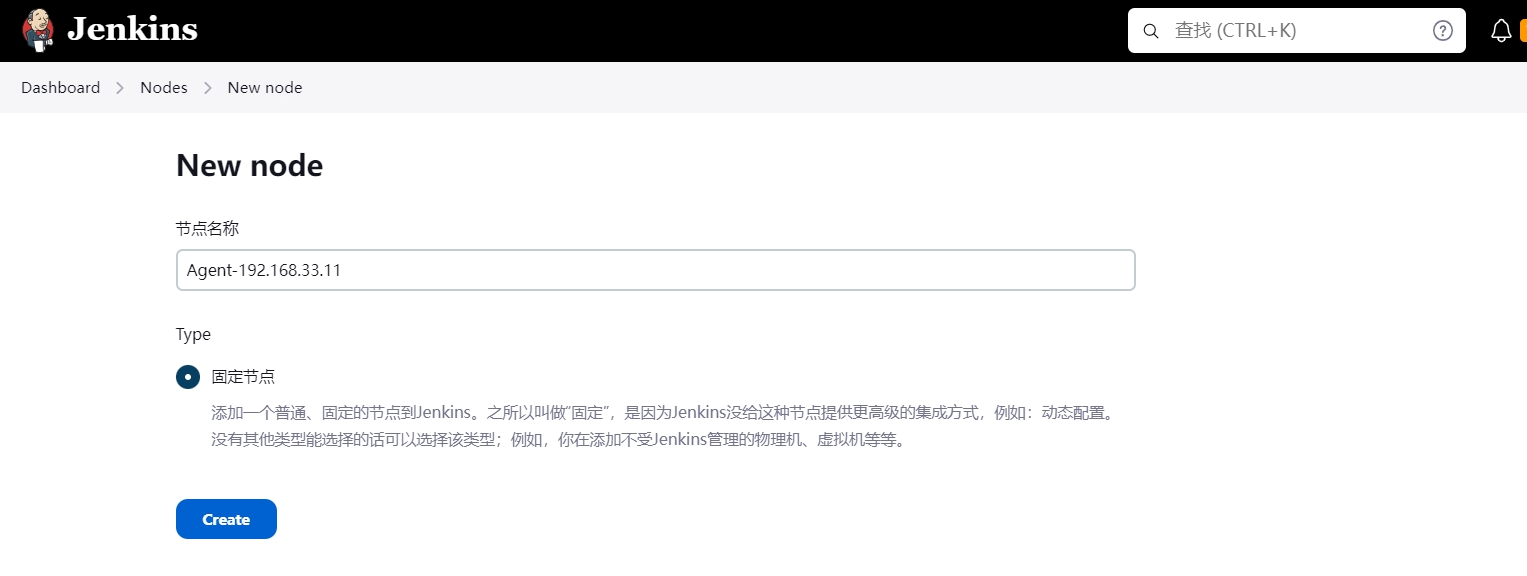 Jenkins
查找 (CTRL+K)
Dashboard
Nodes
New node
New node
节点名称
Agent-192.168.33.11
Type
固定节点
添加一个普通、固定的节点到Jenkins。之所以叫做“固定”，是因为Jenkins没给这种节点提供更高级的集成方式，例如：动态配置。
没有其他类型能选择的话可以选择该类型；例如，你在添加不受Jenkins管理的物理机、虚拟机等等。
Create